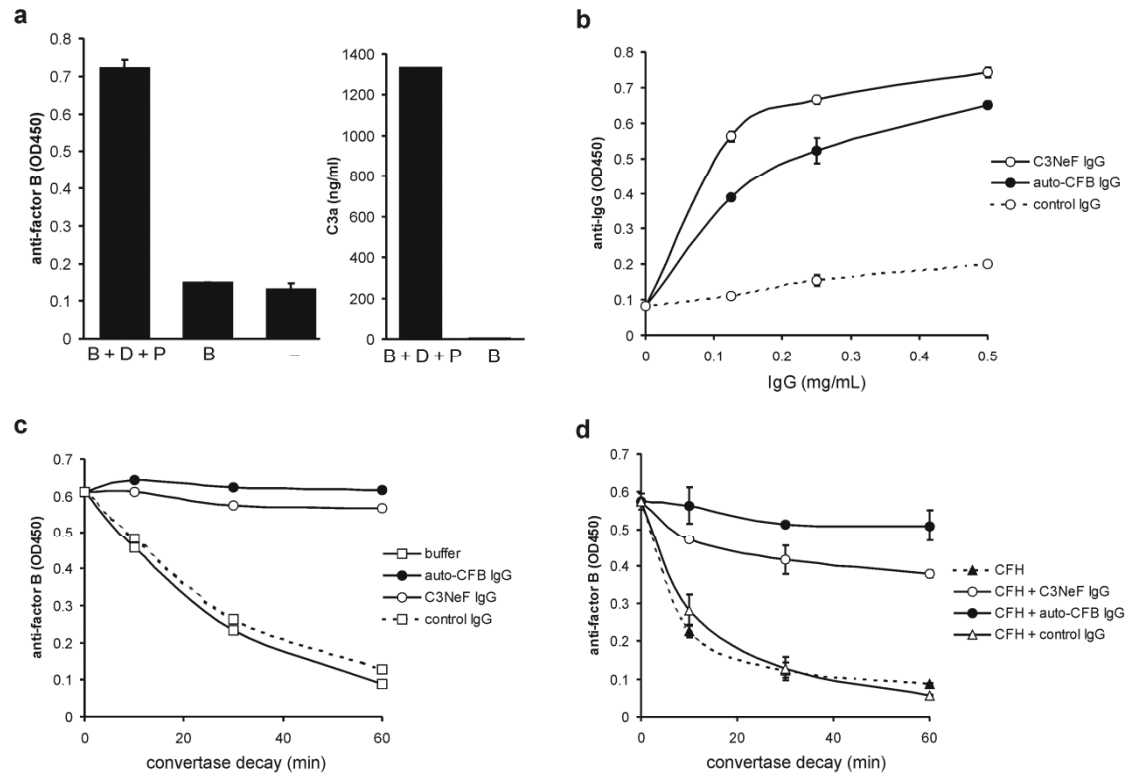 a
anti-factor B (OD450)
0.8
0.7
0.6
0.5
0.4
0.3
0.2
0.1
0
B + D + P
B
–
C3a (ng/ml)
1400
1200
1000
800
600
400
200
0
B + D + P
B
b
anti-IgG (OD450)
0.8
0.7
0.6
0.5
0.4
0.3
0.2
0.1
0
0
0.1
0.2
0.3
0.4
0.5
IgG (mg/mL)
C3NeF IgG
auto-CFB IgG
control IgG
c
anti-factor B (OD450)
0.7
0.6
0.5
0.4
0.3
0.2
0.1
0
0
20
40
60
convertase decay (min)
buffer
auto-CFB IgG
C3NeF IgG
control IgG
d
anti-factor B (OD450)
0.7
0.6
0.5
0.4
0.3
0.2
0.1
0
0
20
40
60
convertase decay (min)
CFH
CFH + C3NeF IgG
CFH + auto-CFB IgG
CFH + control IgG